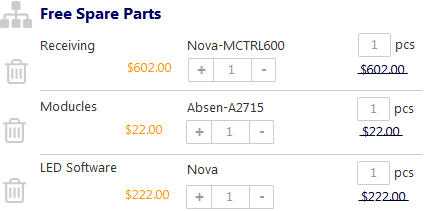 Free Spare Parts
Receiving Nova-MCTRL600 1 pcs
$602.00 + 1 - $602.00
Moducles Absen-A2715 1 pcs
$22.00 + 1 - $22.00
LED Software Nova 1 pcs
$222.00 + 1 - $222.00